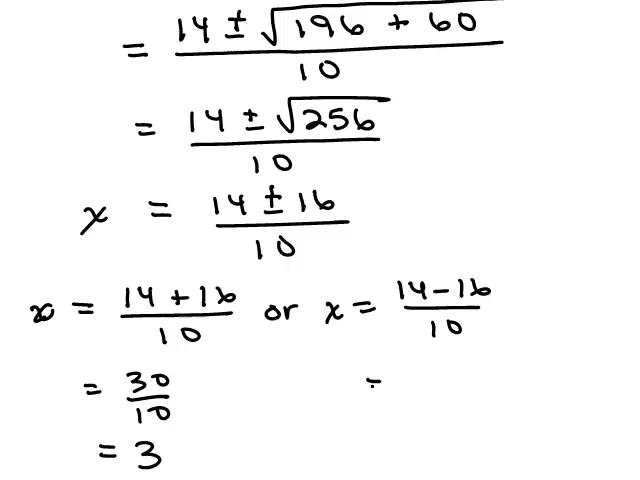 = (14 ± √(196 + 60))/10
= (14 ± √256)/10
x = (14 ± 16)/10
x = (14 + 16)/10 or x = (14 - 16)/10
= 30/10 =
= 3